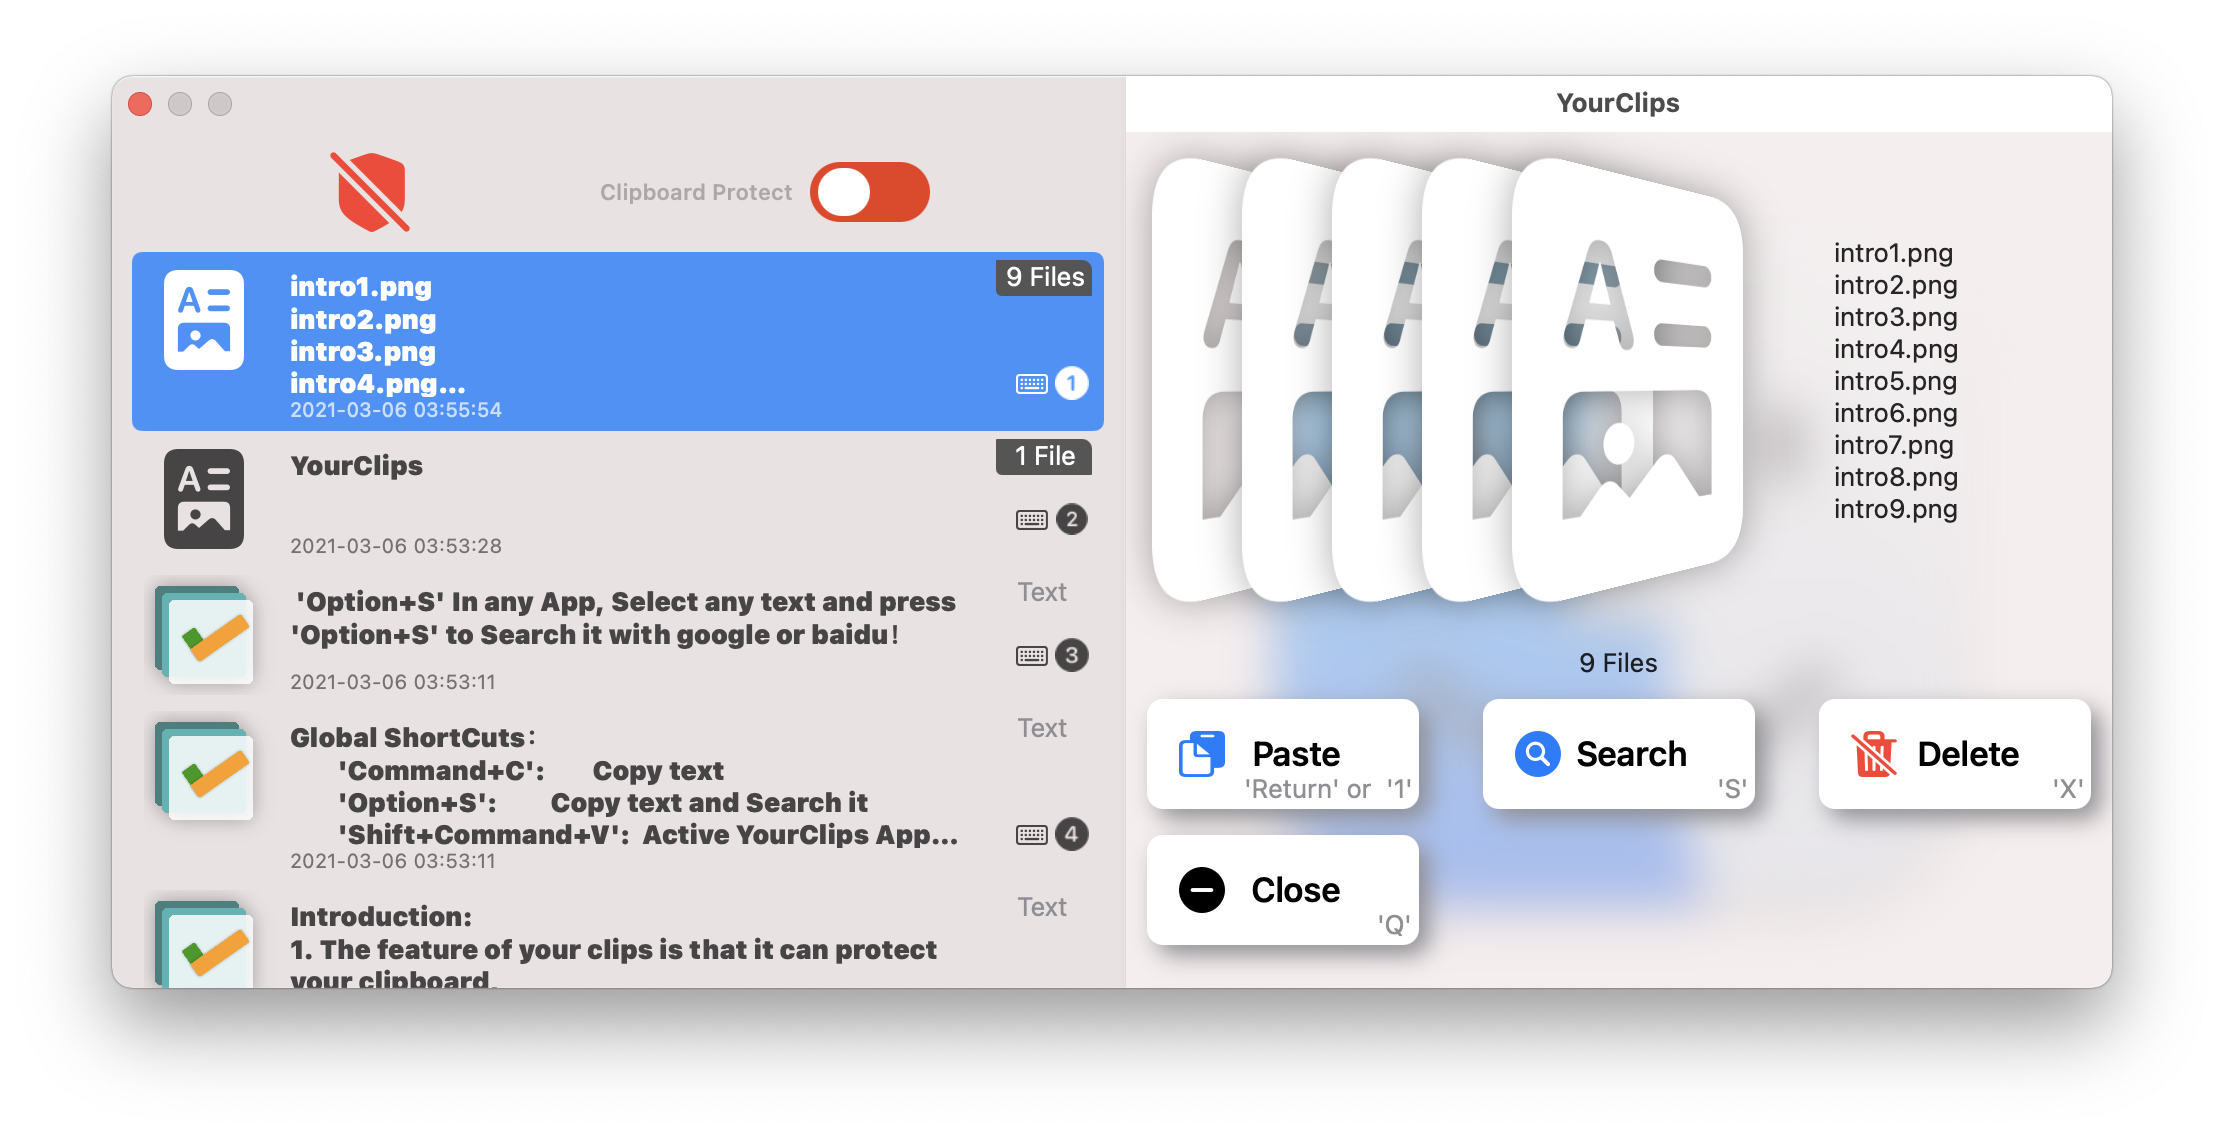 YourClips
Clipboard Protect
intro1.png
intro2.png
intro3.png
intro4.png...
2021-03-06 03:55:54
9 Files
1
YourClips
2021-03-06 03:53:28
1 File
2
'Option+S' In any App, Select any text and press
'Option+S' to Search it with google or baidu！
2021-03-06 03:53:11
Text
3
Global ShortCuts：
'Command+C': Copy text
'Option+S': Copy text and Search it
'Shift+Command+V': Active YourClips App...
2021-03-06 03:53:11
Text
4
Introduction:
1. The feature of your clips is that it can protect
your clipboard.
Text
intro1.png
intro2.png
intro3.png
intro4.png
intro5.png
intro6.png
intro7.png
intro8.png
intro9.png
9 Files
Paste
'Return' or '1'
Search
'S'
Delete
'X'
Close
'Q'